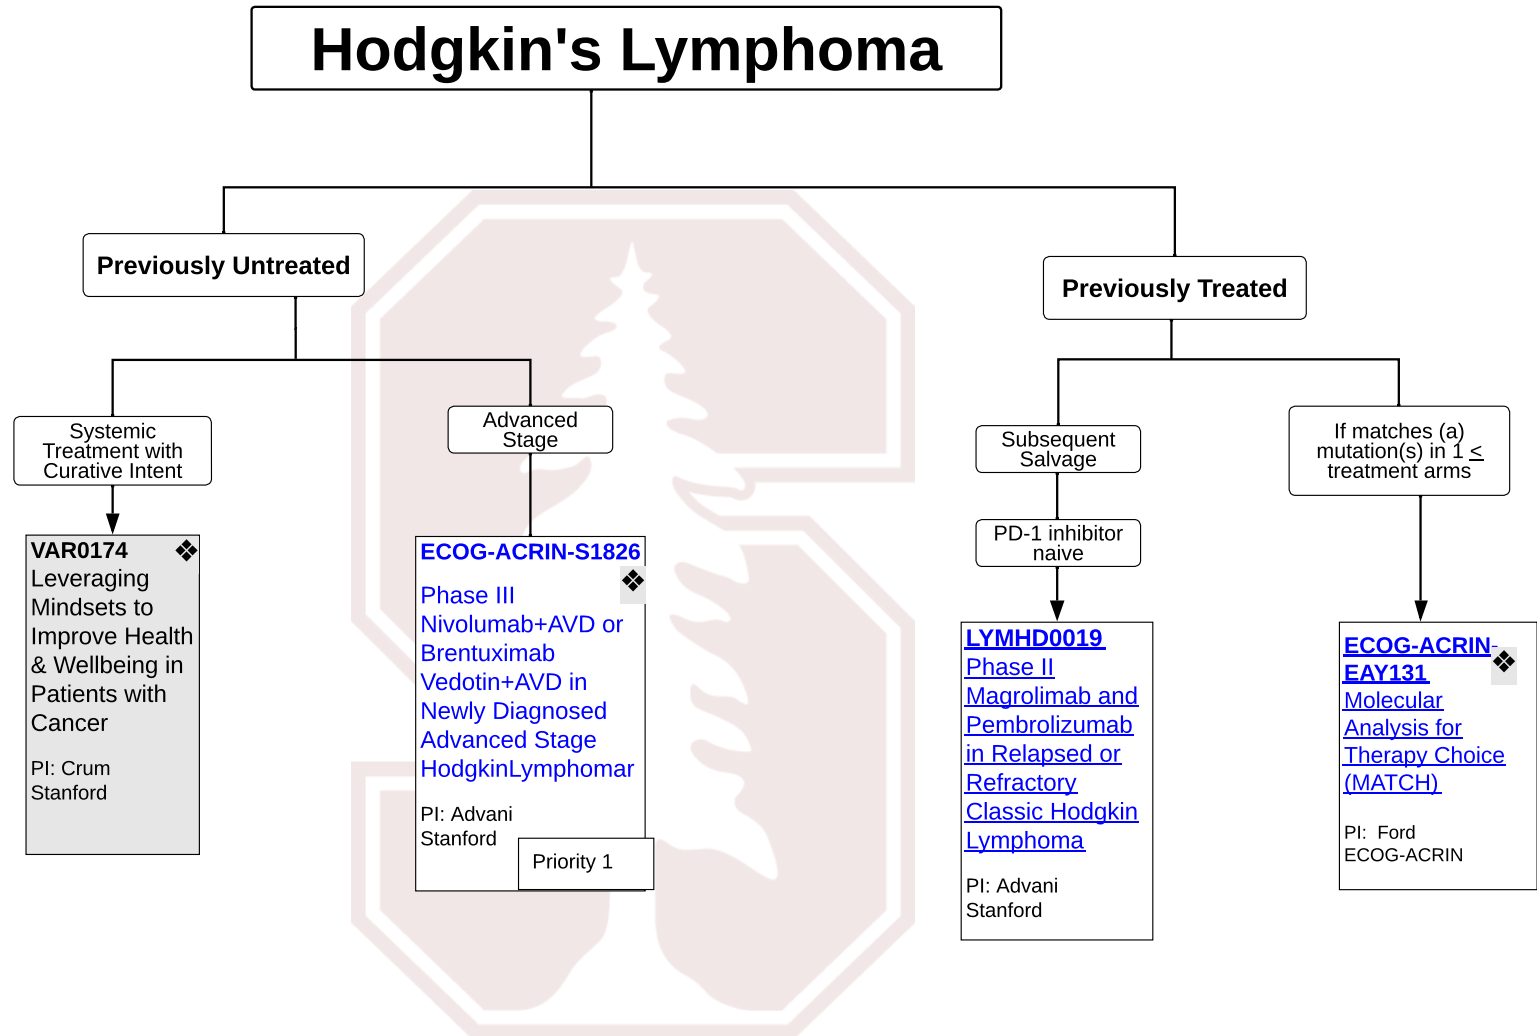 Hodgkin's Lymphoma
Previously Untreated
Previously Treated
Systemic
Treatment with
Curative Intent
Advanced
Stage
Subsequent
Salvage
PD-1 inhibitor
naive
If matches (a)
mutation(s) in 1 <
treatment arms
VAR0174
Leveraging
Mindsets to
Improve Health
& Wellbeing in
Patients with
Cancer
PI: Crum
Stanford
ECOG-ACRIN-S1826
Phase III
Nivolumab+AVD or
Brentuximab
Vedotin+AVD in
Newly Diagnosed
Advanced Stage
HodgkinLymphomar
PI: Advani
Stanford
Priority 1
LYMHD0019
Phase II
Magrolimab and
Pembrolizumab
in Relapsed or
Refractory
Classic Hodgkin
Lymphoma
PI: Advani
Stanford
ECOG-ACRIN-
EAY131
Molecular
Analysis for
Therapy Choice
(MATCH)
PI:  Ford
ECOG-ACRIN